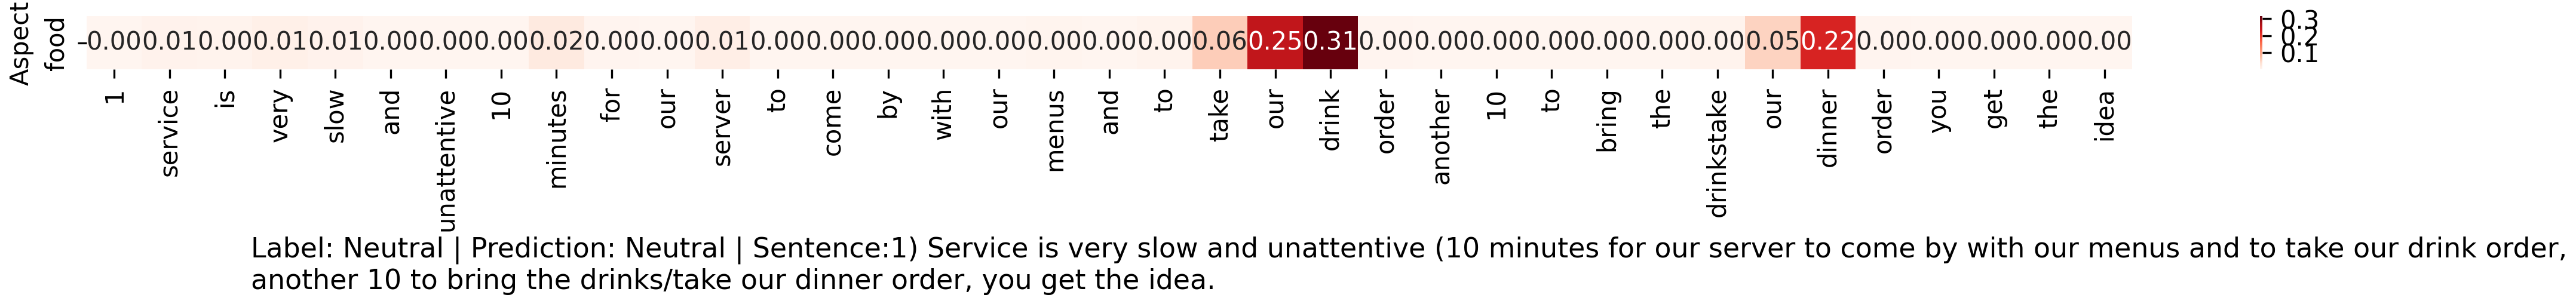 Aspect
food
0.00 0.01 0.00 0.01 0.01 0.00 0.00 0.00 0.02 0.00 0.00 0.01 0.00 0.00 0.00 0.00 0.00 0.00 0.00 0.00 0.06 0.25 0.31 0.00 0.00 0.00 0.00 0.00 0.00 0.00 0.05 0.22 0.00 0.00 0.00 0.00 0.00
0.3
0.2
0.1
1 service is very slow and unattentive 10 minutes for our server to come by with our menus and to take our drink order another 10 to bring the drinkstake our dinner order you get the idea
Label: Neutral | Prediction: Neutral | Sentence:1) Service is very slow and unattentive (10 minutes for our server to come by with our menus and to take our drink order,
another 10 to bring the drinks/take our dinner order, you get the idea.